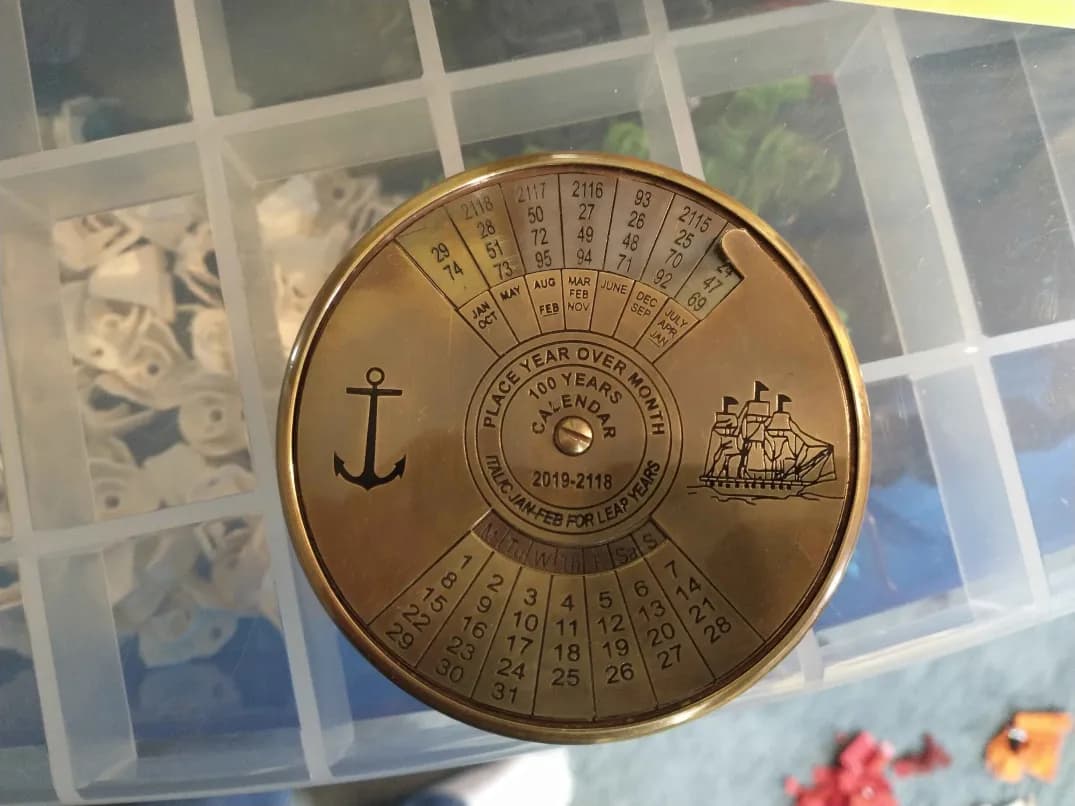 2118 2117 2116 93 2115
28 50 27 26 25
29 51 72 49 48 70 24
74 73 95 94 71 92 47
69
JAN MAY AUG MAR JUNE DEC JULY
OCT FEB FEB SEP APR
NOV JAN
PLACE YEAR OVER MONTH
100 YEARS
CALENDAR
2019-2118
ITALIC-JAN-FEB FOR LEAP YEARS
Tu W Th F Sa S
1 2 3 4 5 6 7
8 9 10 11 12 13 14
15 16 17 18 19 20 21
22 23 24 25 26 27 28
29 30 31